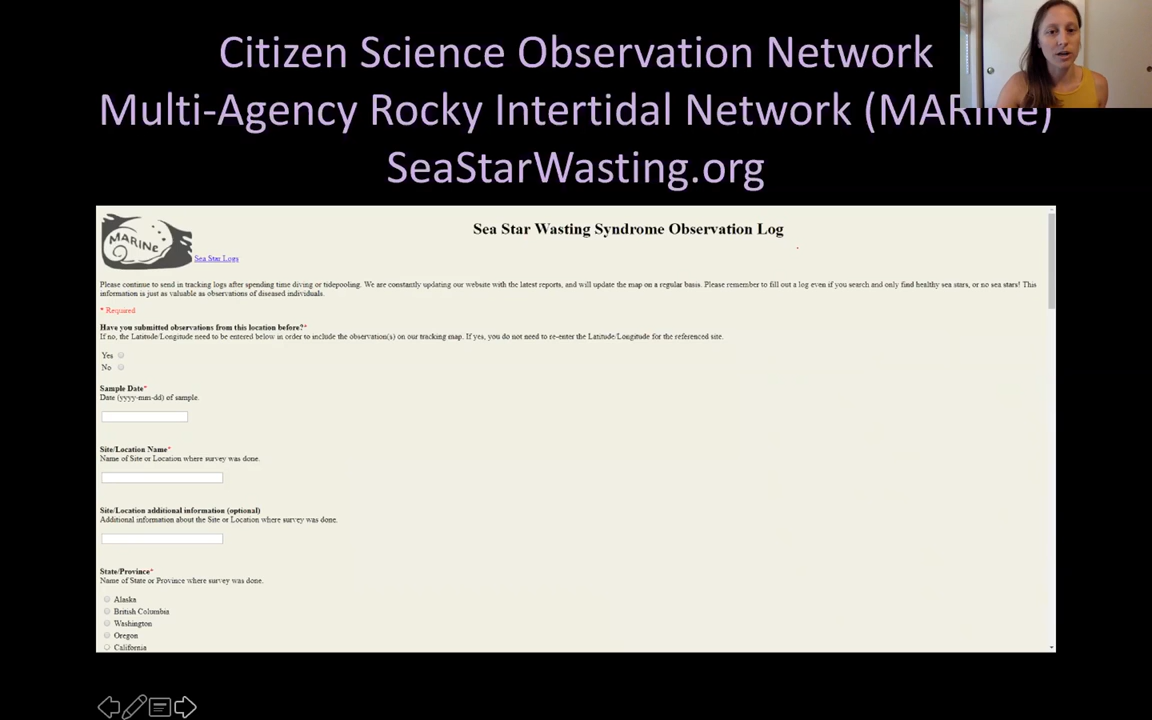 Citizen Science Observation Network
Multi-Agency Rocky Intertidal Network (MARINe)
SeaStarWasting.org
MARINe
Sea Star Logs
Sea Star Wasting Syndrome Observation Log
Please continue to send in tracking logs after spending time diving or tidepooling. We are constantly updating our website with the latest reports, and will update the map on a regular basis. Please remember to fill out a log even if you search and only find healthy sea stars, or no sea stars! This
information is just as valuable as observations of diseased individuals.
* Required
Have you submitted observations from this location before?*
If no, the Latitude/Longitude need to be entered below in order to include the observation(s) on our tracking map. If yes, you do not need to re-enter the Latitude/Longitude for the referenced site.
Yes
No
Sample Date*
Date (yyyy-mm-dd) of sample.
Site/Location Name*
Name of Site or Location where survey was done.
Site/Location additional information (optional)
Additional information about the Site or Location where survey was done.
State/Province*
Name of State or Province where survey was done.
Alaska
British Columbia
Washington
Oregon
California